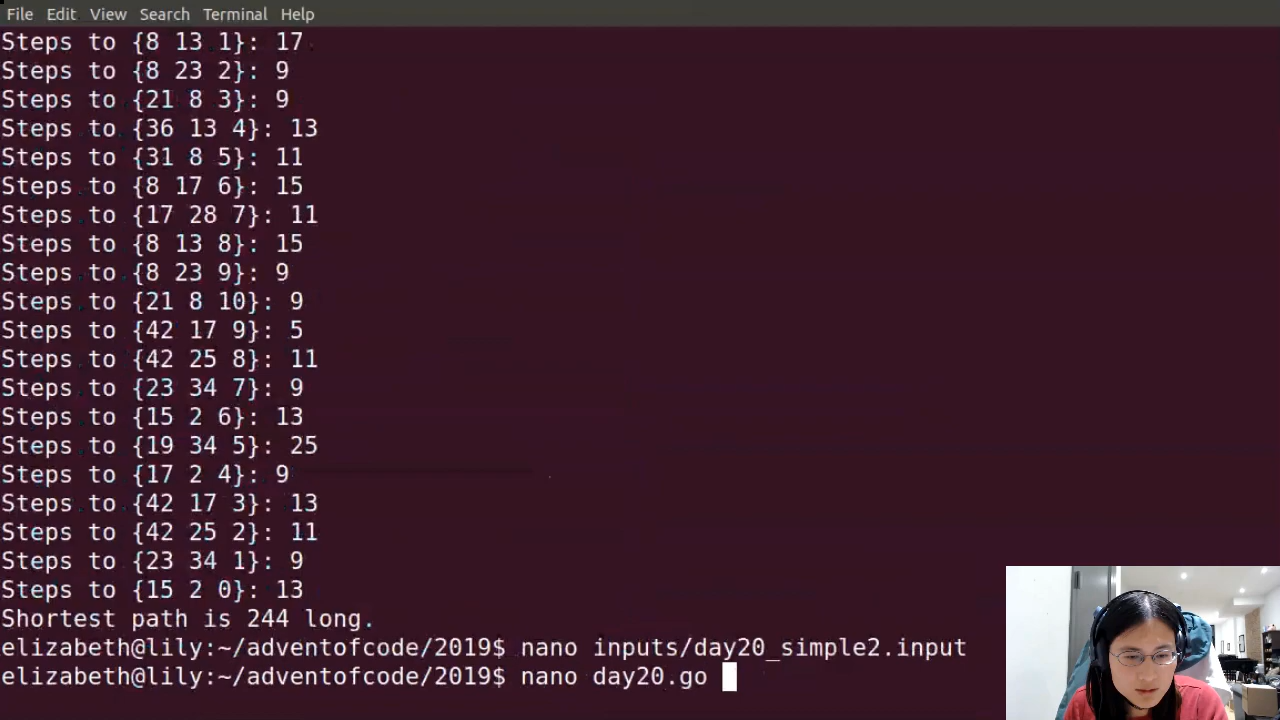 File Edit View Search Terminal Help
Steps to {8 13 1}: 17
Steps to {8 23 2}: 9
Steps to {21 8 3}: 9
Steps to {36 13 4}: 13
Steps to {31 8 5}: 11
Steps to {8 17 6}: 15
Steps to {17 28 7}: 11
Steps to {8 13 8}: 15
Steps to {8 23 9}: 9
Steps to {21 8 10}: 9
Steps to {42 17 9}: 5
Steps to {42 25 8}: 11
Steps to {23 34 7}: 9
Steps to {15 2 6}: 13
Steps to {19 34 5}: 25
Steps to {17 2 4}: 9
Steps to {42 17 3}: 13
Steps to {42 25 2}: 11
Steps to {23 34 1}: 9
Steps to {15 2 0}: 13
Shortest path is 244 long.
elizabeth@lily:~/adventofcode/2019$ nano inputs/day20_simple2.input
elizabeth@lily:~/adventofcode/2019$ nano day20.go